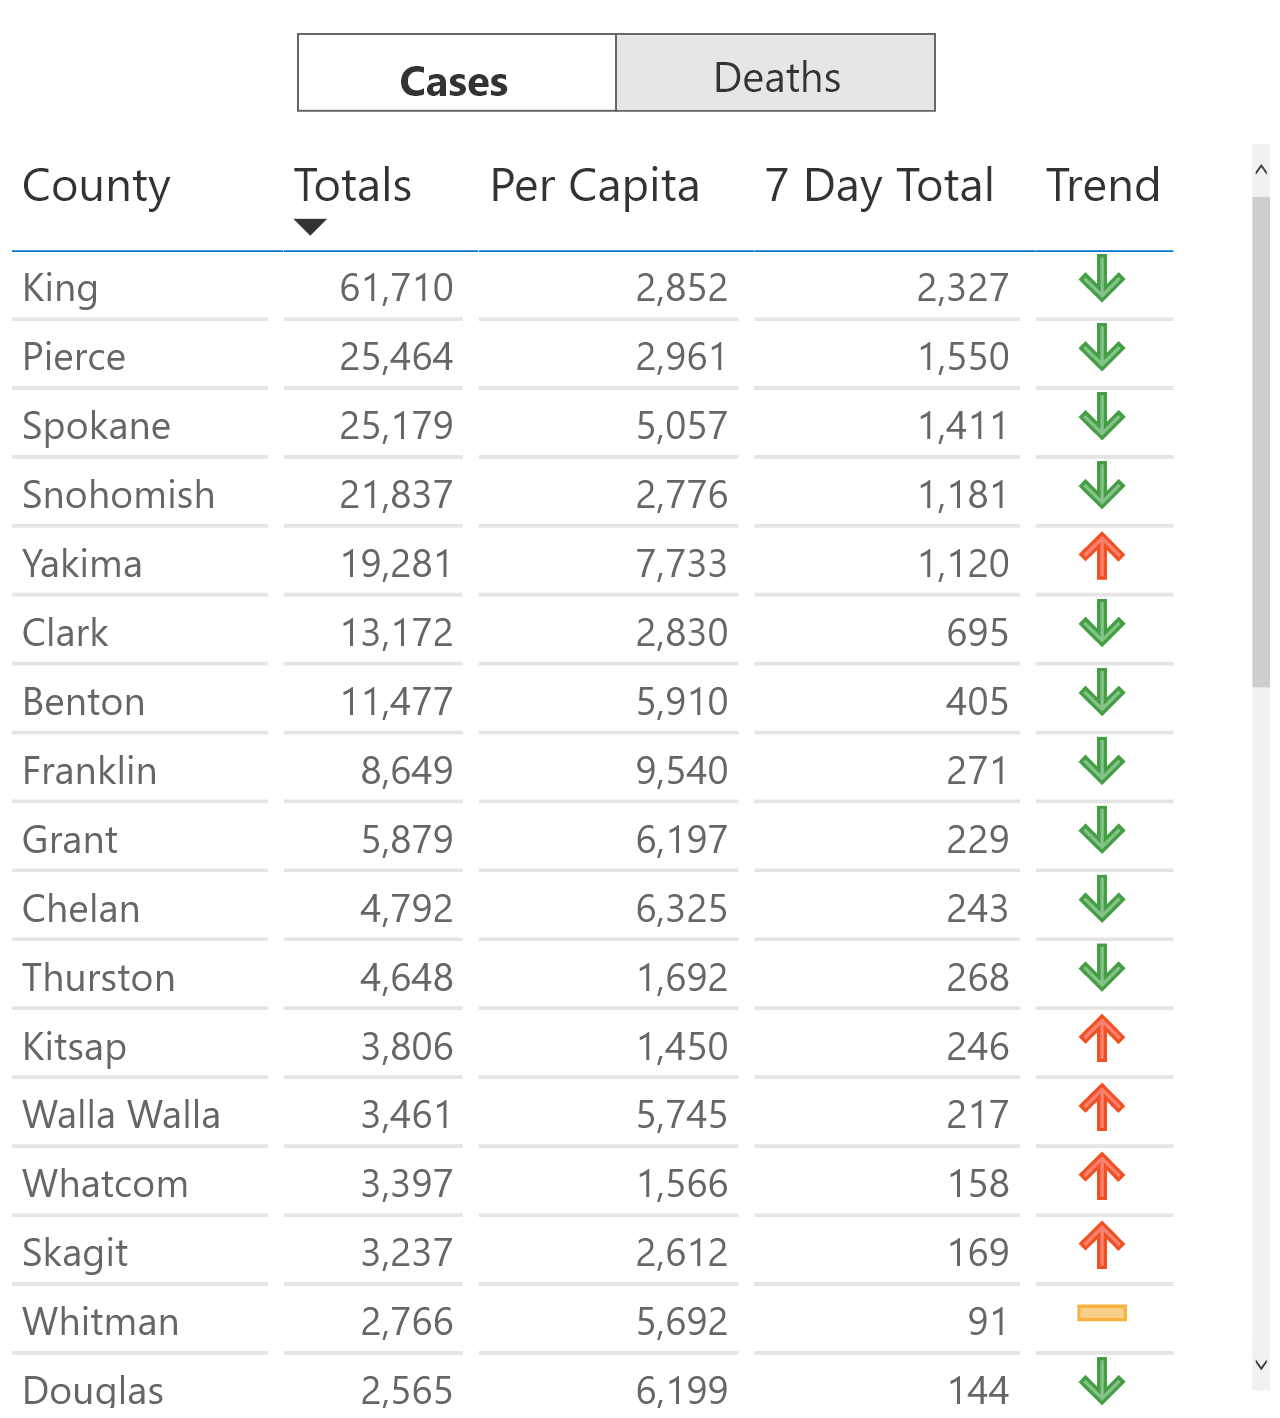 Cases Deaths
County Totals Per Capita 7 Day Total Trend
King 61,710 2,852 2,327
Pierce 25,464 2,961 1,550
Spokane 25,179 5,057 1,411
Snohomish 21,837 2,776 1,181
Yakima 19,281 7,733 1,120
Clark 13,172 2,830 695
Benton 11,477 5,910 405
Franklin 8,649 9,540 271
Grant 5,879 6,197 229
Chelan 4,792 6,325 243
Thurston 4,648 1,692 268
Kitsap 3,806 1,450 246
Walla Walla 3,461 5,745 217
Whatcom 3,397 1,566 158
Skagit 3,237 2,612 169
Whitman 2,766 5,692 91
Douglas 2,565 6,199 144